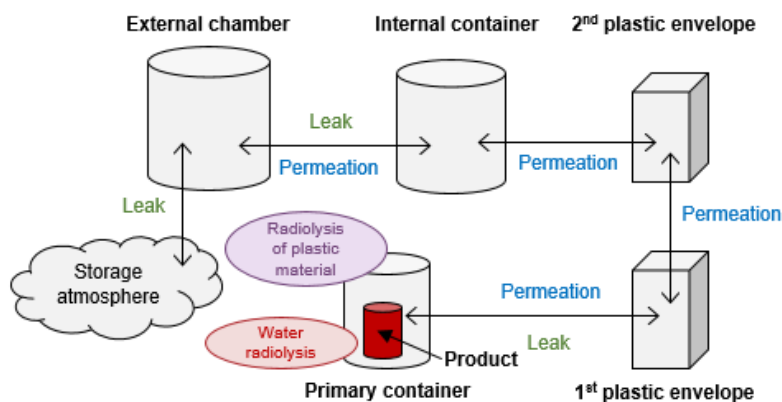 External chamber
Internal container
2nd plastic envelope
Leak
Permeation
Permeation
Leak
Permeation
Storage
atmosphere
Radiolysis
of plastic
material
Permeation
Water
radiolysis
Leak
Product
Primary container
1st plastic envelope